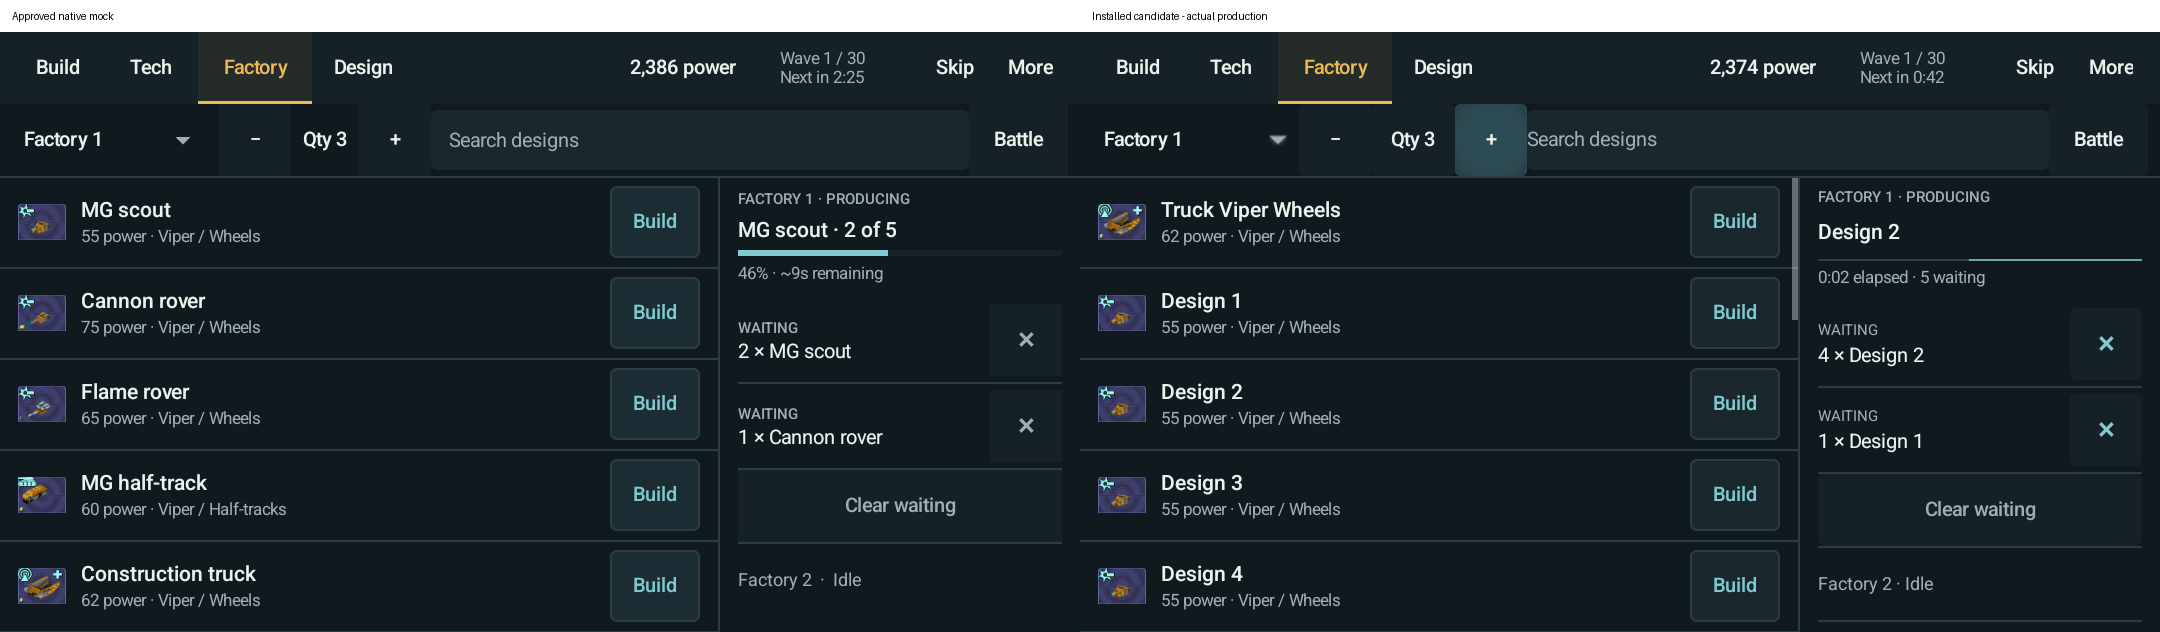 Approved native mock
Build Tech Factory Design 2,386 power Wave 1 / 30 Skip More
Next in 2:25
Factory 1 − Qty 3 + Search designs Battle
MG scout
55 power · Viper / Wheels
Build
Cannon rover
75 power · Viper / Wheels
Build
Flame rover
65 power · Viper / Wheels
Build
MG half-track
60 power · Viper / Half-tracks
Build
Construction truck
62 power · Viper / Wheels
Build
FACTORY 1 · PRODUCING
MG scout · 2 of 5
46% · ~9s remaining
WAITING
2 × MG scout
×
WAITING
1 × Cannon rover
×
Clear waiting
Factory 2 · Idle
Installed candidate - actual production
Build Tech Factory Design 2,374 power Wave 1 / 30 Skip More
Next in 0:42
Factory 1 − Qty 3 + Search designs Battle
Truck Viper Wheels
62 power · Viper / Wheels
Build
Design 1
55 power · Viper / Wheels
Build
Design 2
55 power · Viper / Wheels
Build
Design 3
55 power · Viper / Wheels
Build
Design 4
55 power · Viper / Wheels
Build
FACTORY 1 · PRODUCING
Design 2
0:02 elapsed · 5 waiting
WAITING
4 × Design 2
×
WAITING
1 × Design 1
×
Clear waiting
Factory 2 · Idle